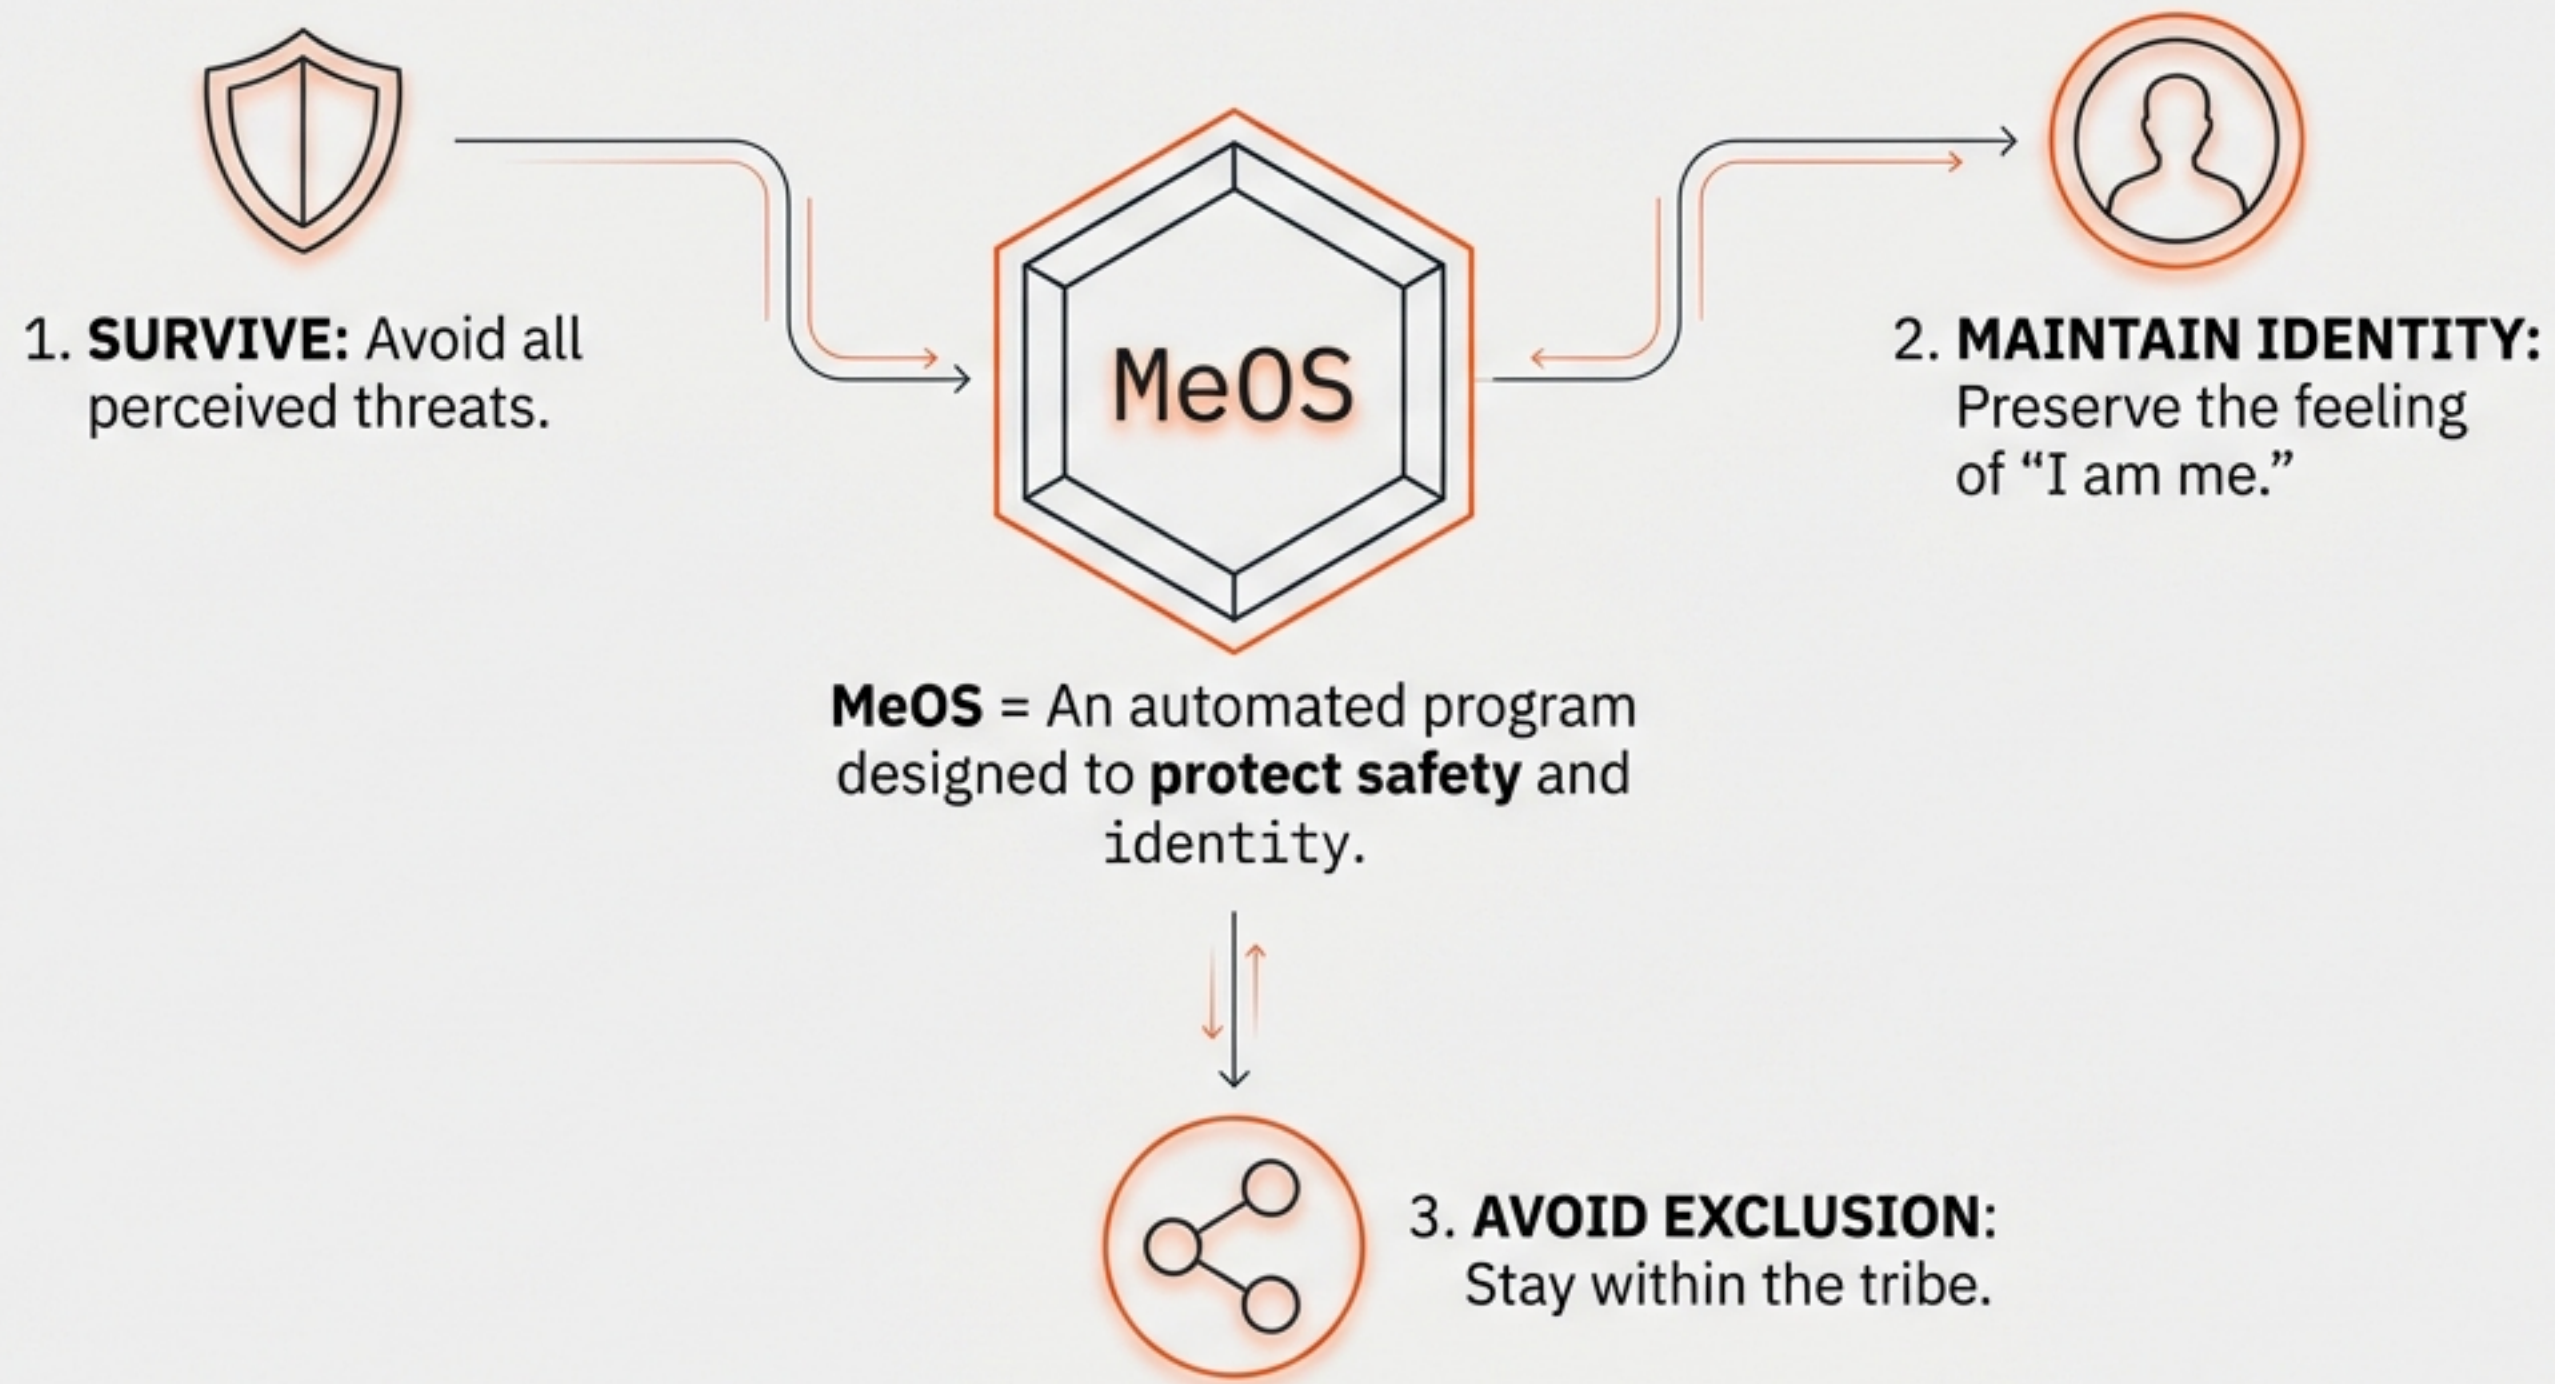 MeOS
1. SURVIVE: Avoid all
perceived threats.
2. MAINTAIN IDENTITY:
Preserve the feeling
of “I am me.”
MeOS = An automated program
designed to protect safety and
identity.
3. AVOID EXCLUSION:
Stay within the tribe.